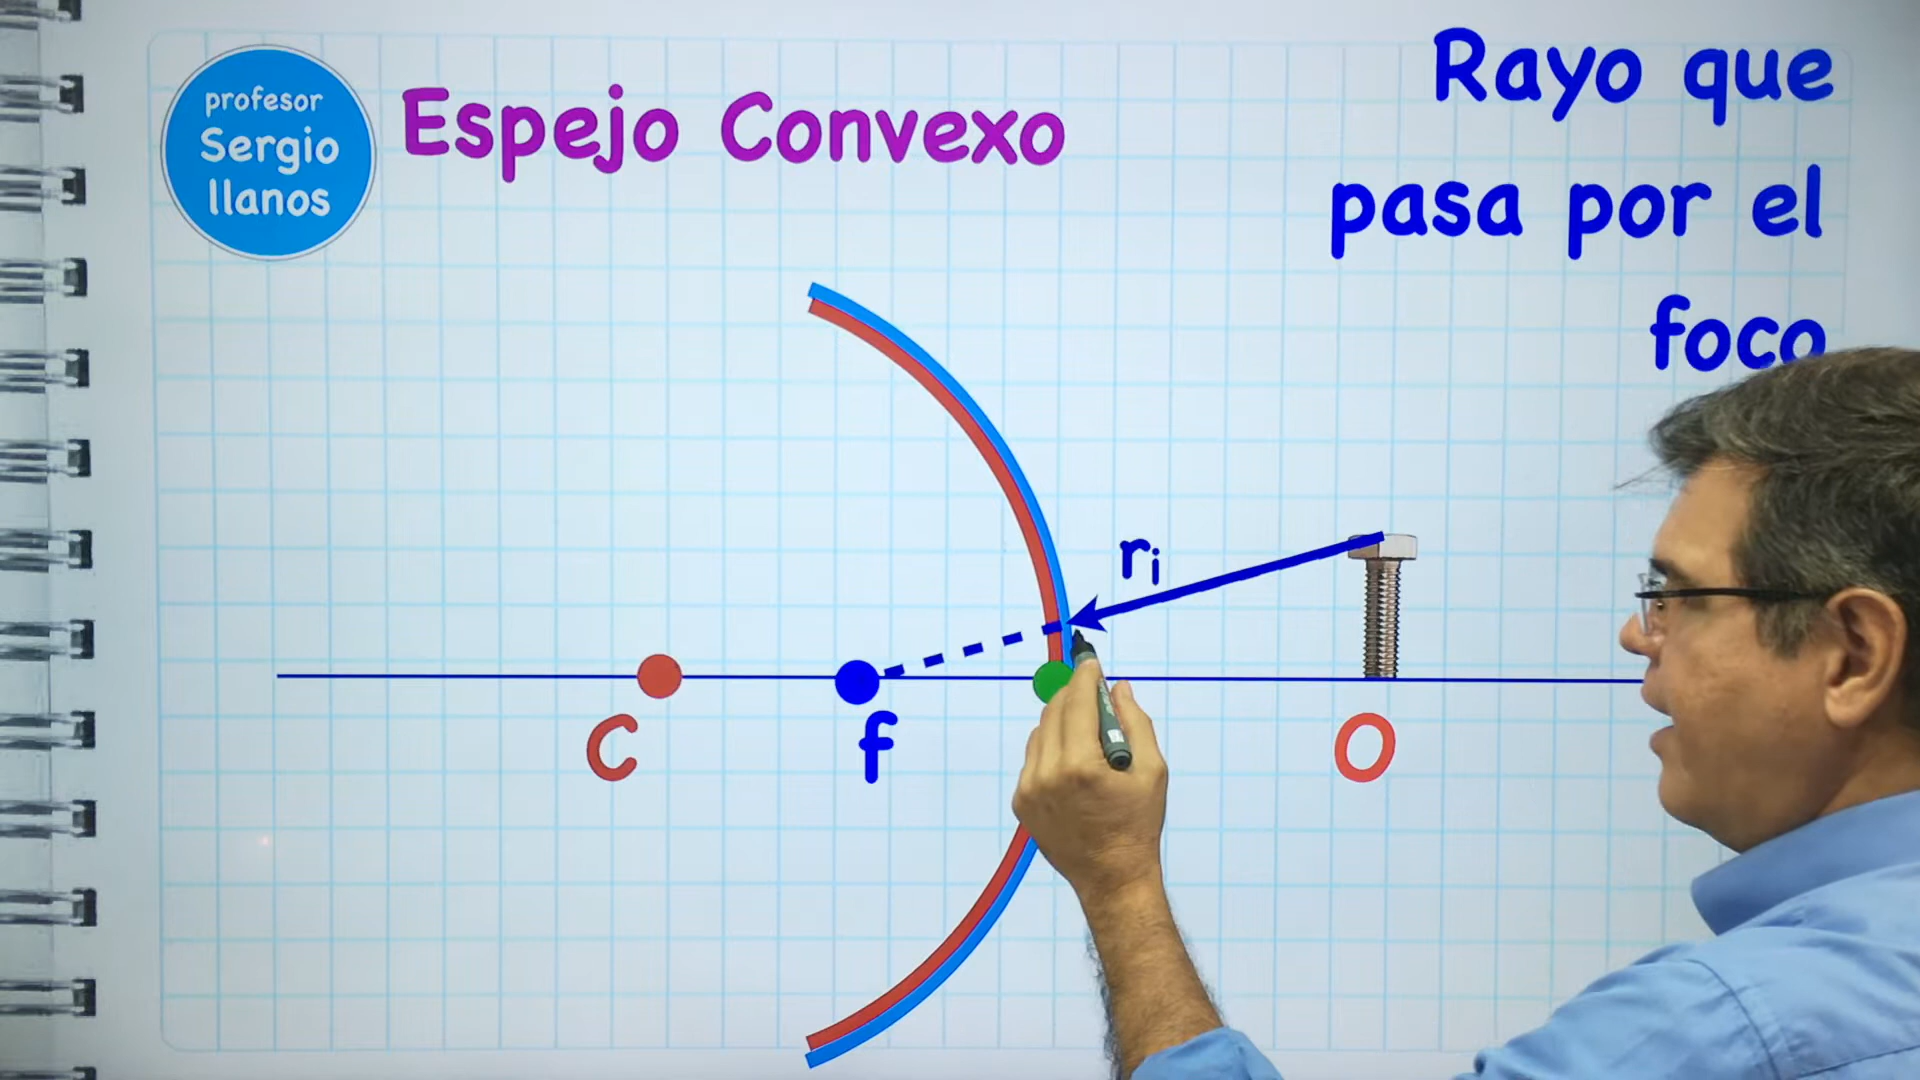 profesor
Sergio
llanos
Espejo Convexo
Rayo que
pasa por el
foco
ri
C
f
O